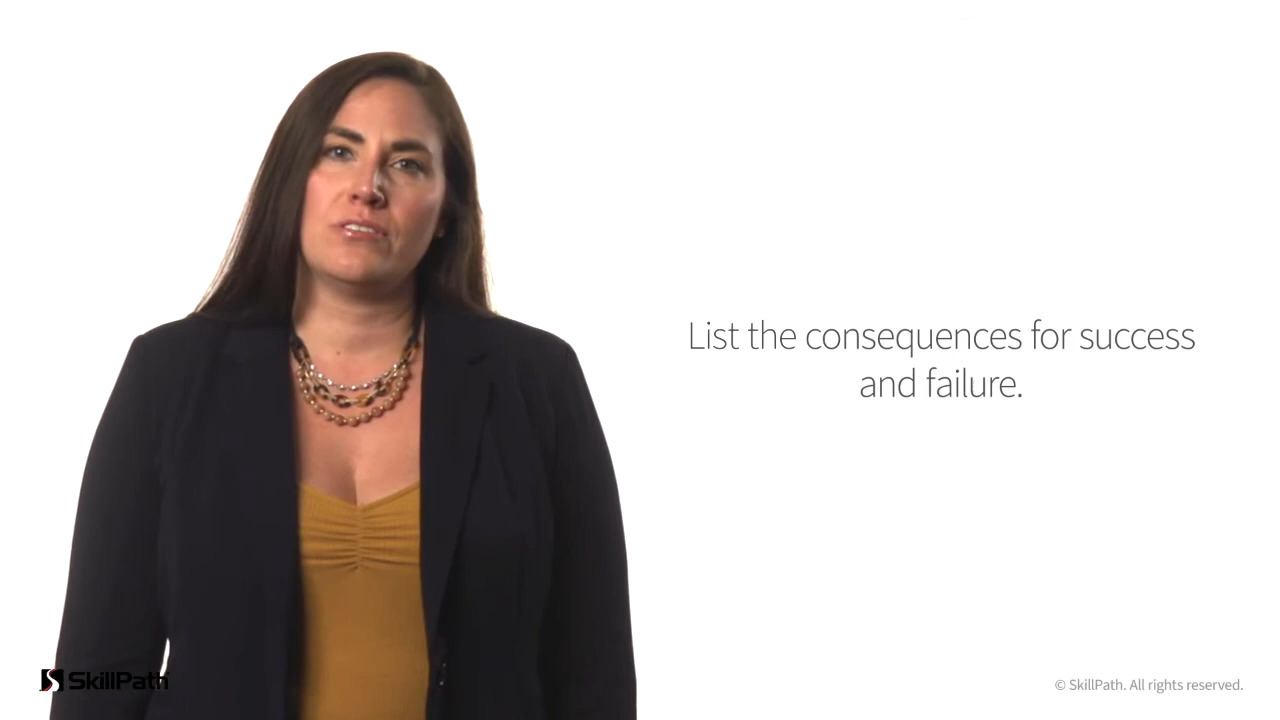 List the consequences for success
and failure.
SkillPath
© SkillPath. All rights reserved.